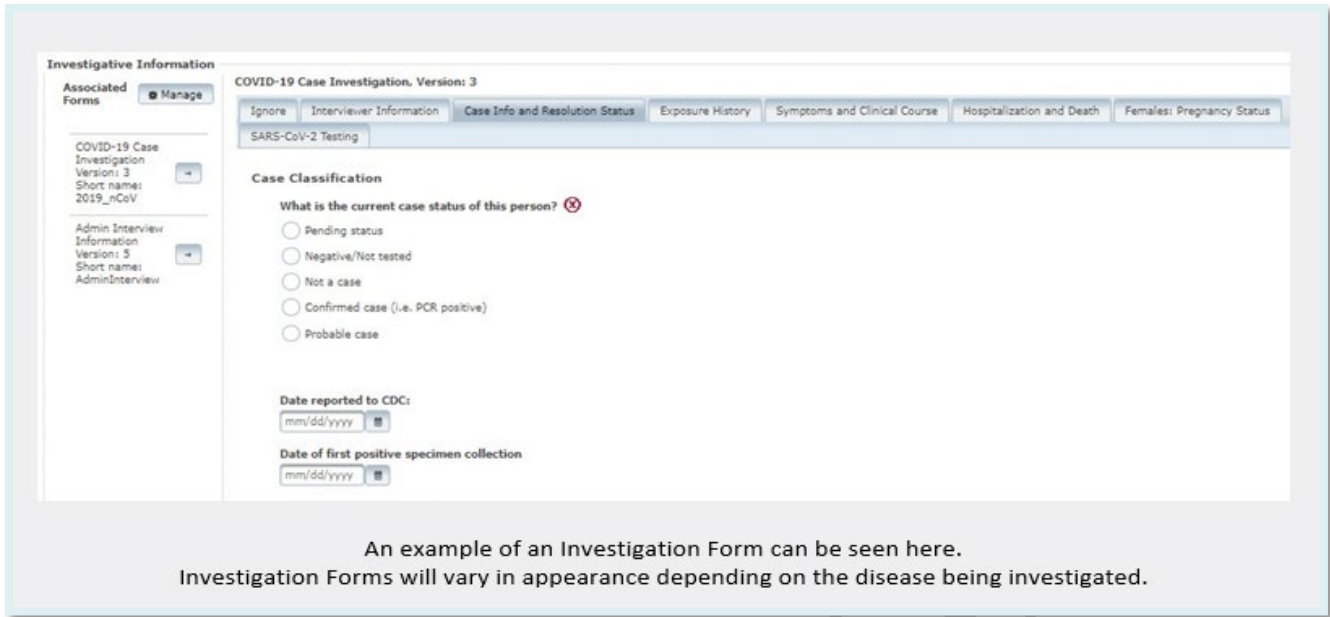 Investigative Information
Associated Forms
Manage
COVID-19 Case
Investigation
Version: 3
Short name:
2019_nCoV
Admin Interview
Information
Version: 5
Short name:
AdminInterview
COVID-19 Case Investigation, Version: 3
Ignore Interviewer Information Case Info and Resolution Status Exposure History Symptoms and Clinical Course Hospitalization and Death Females: Pregnancy Status
SARS-CoV-2 Testing
Case Classification
What is the current case status of this person?
Pending status
Negative/Not tested
Not a case
Confirmed case (i.e. PCR positive)
Probable case
Date reported to CDC:
mm/dd/yyyy
Date of first positive specimen collection
mm/dd/yyyy
An example of an Investigation Form can be seen here.
Investigation Forms will vary in appearance depending on the disease being investigated.